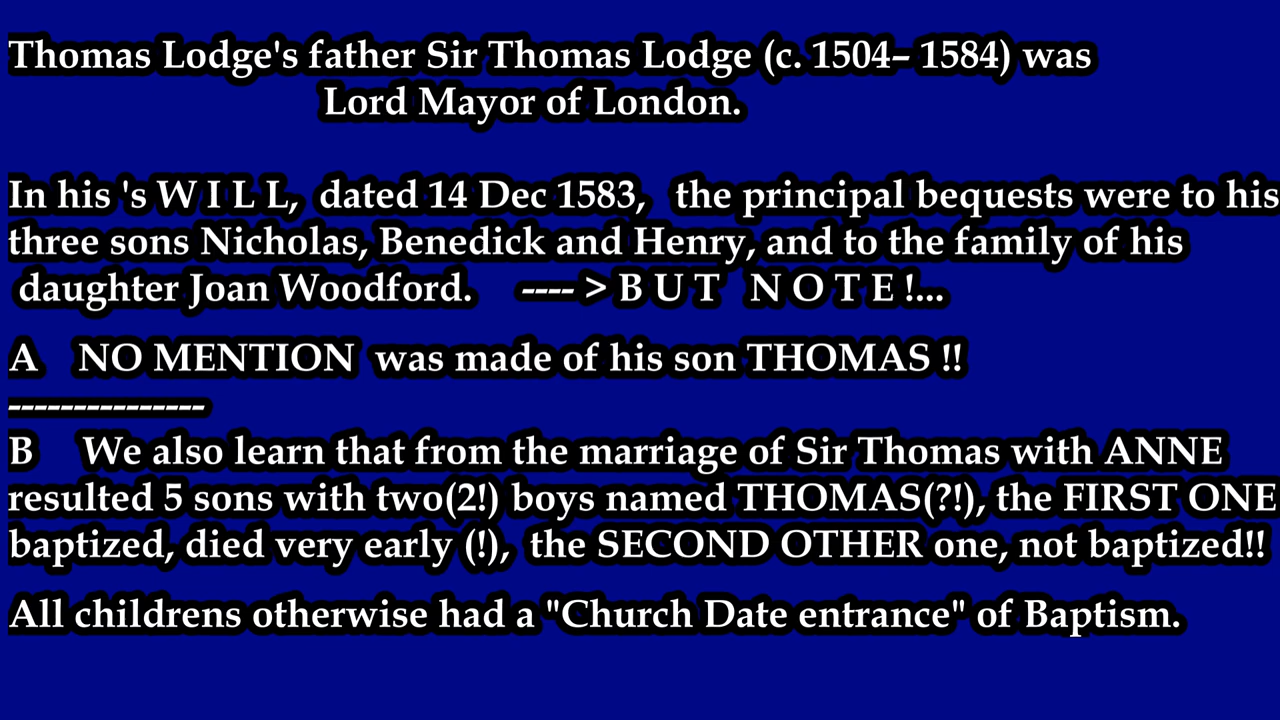 Thomas Lodge's father Sir Thomas Lodge (c. 1504– 1584) was
Lord Mayor of London.
In his 's W I L L, dated 14 Dec 1583, the principal bequests were to his
three sons Nicholas, Benedick and Henry, and to the family of his
daughter Joan Woodford. ---- > B U T N O T E !...
A NO MENTION was made of his son THOMAS !!
---------------
B We also learn that from the marriage of Sir Thomas with ANNE
resulted 5 sons with two(2!) boys named THOMAS(?!), the FIRST ONE
baptized, died very early (!), the SECOND OTHER one, not baptized!!
All childrens otherwise had a "Church Date entrance" of Baptism.